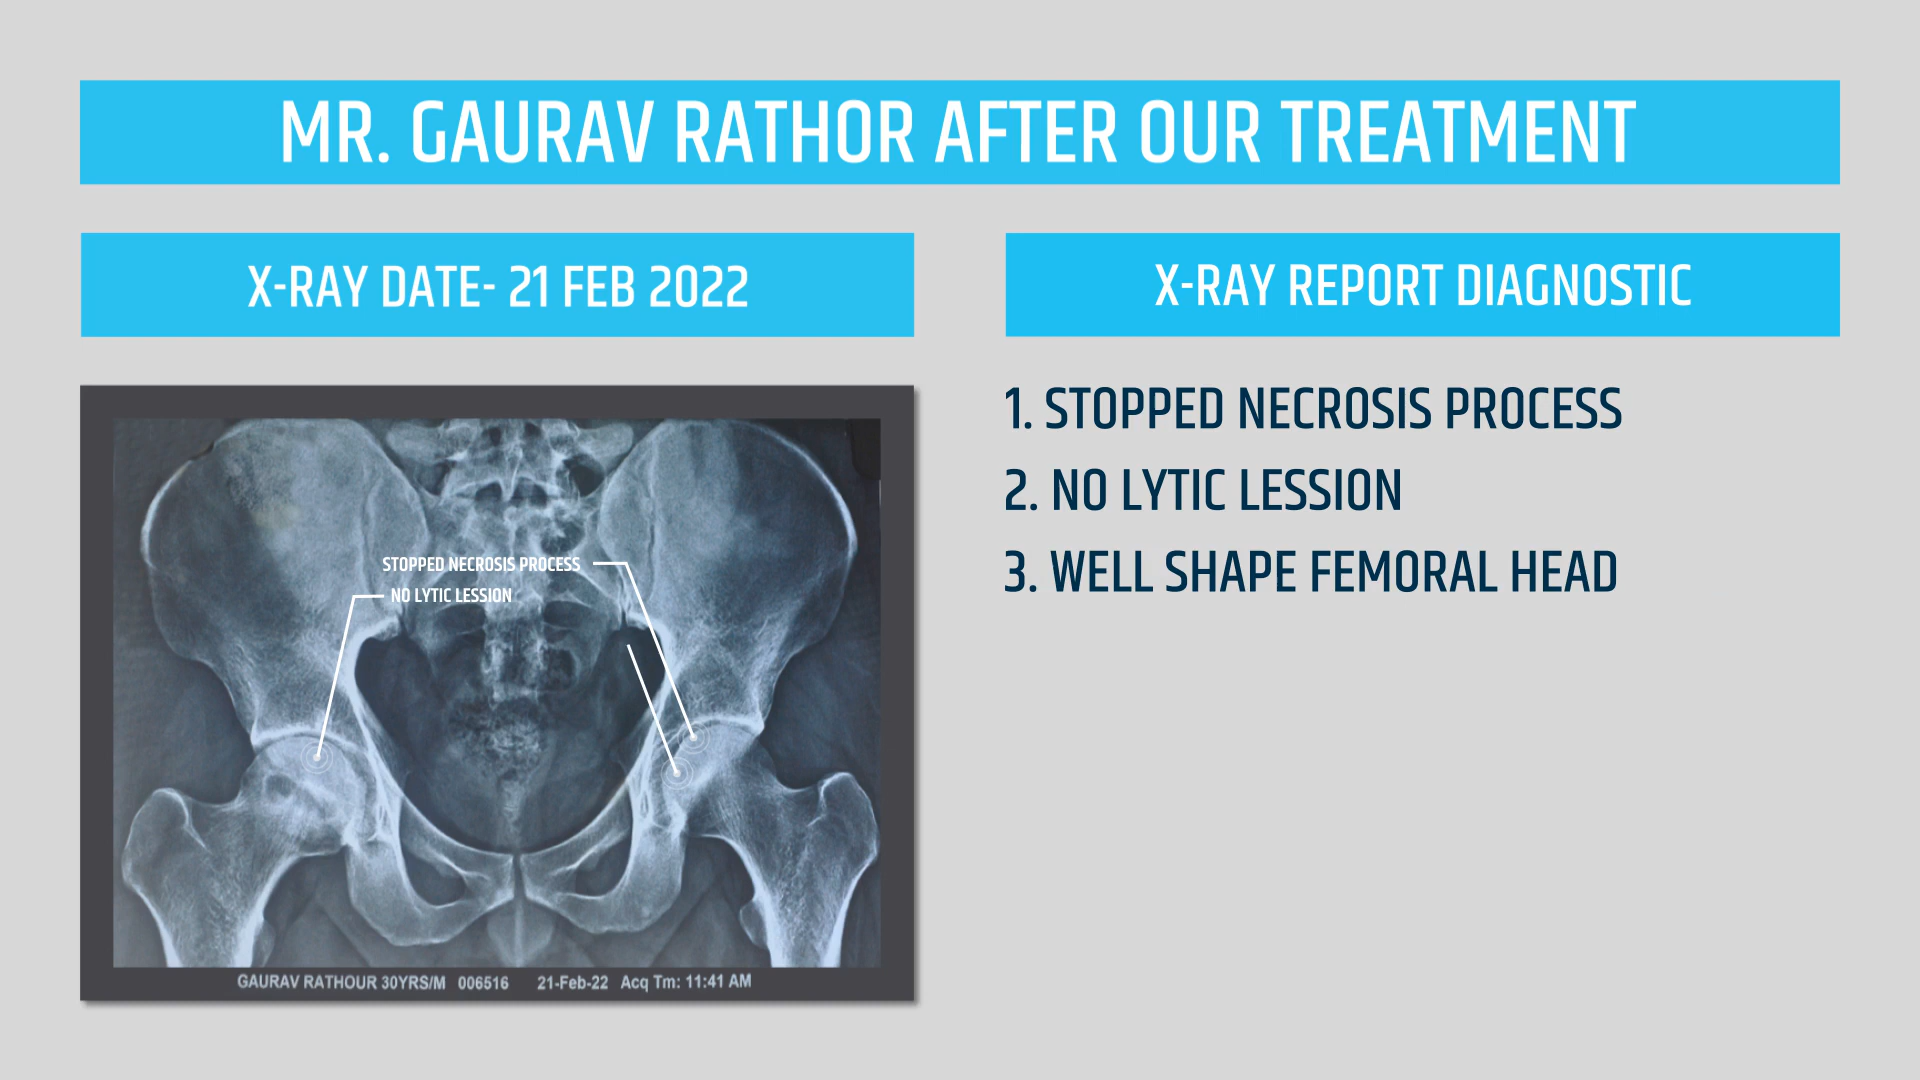 MR. GAURAV RATHOR AFTER OUR TREATMENT
X-RAY DATE- 21 FEB 2022
X-RAY REPORT DIAGNOSTIC
STOPPED NECROSIS PROCESS
NO LYTIC LESSION
GAURAV RATHOUR 30YRS/M 006516 21-Feb-22 Acq Tm: 11:41 AM
1. STOPPED NECROSIS PROCESS
2. NO LYTIC LESSION
3. WELL SHAPE FEMORAL HEAD